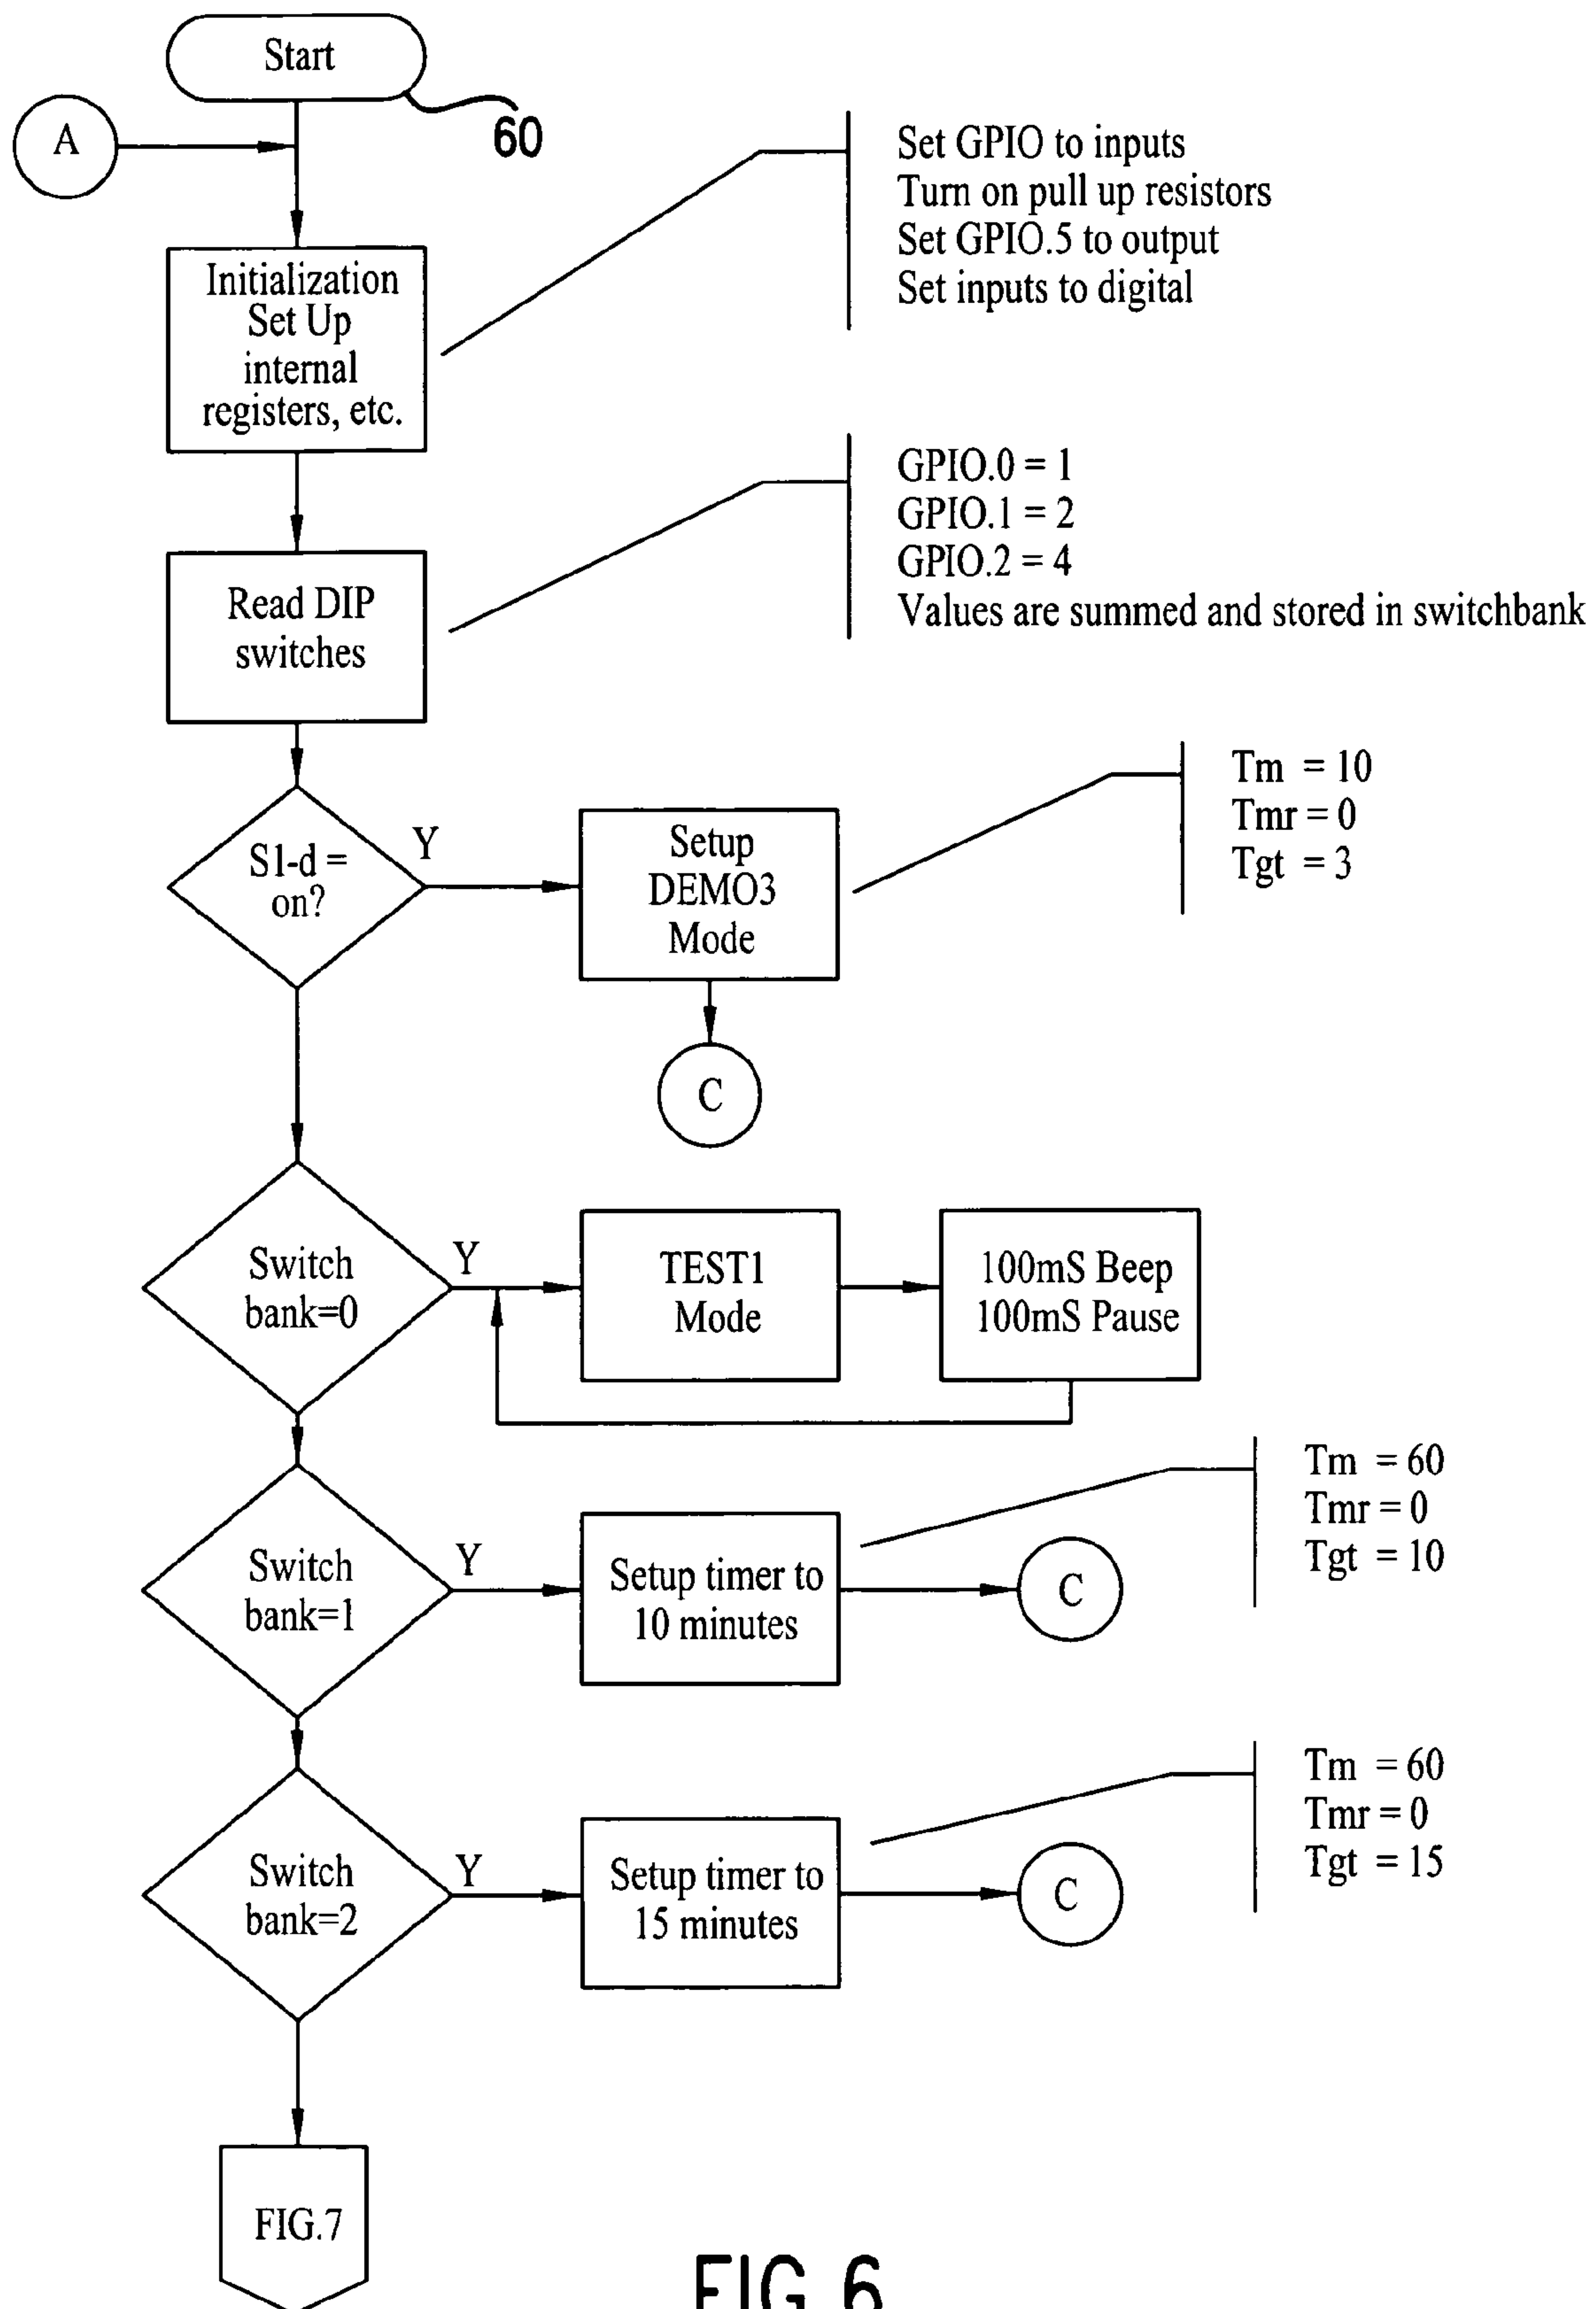 Start
A
60
Set GPIO to inputs
Turn on pull up resistors
Set GPIO.5 to output
Set inputs to digital
Initialization
Set Up
internal
registers, etc.
GPIO.0 = 1
GPIO.1 = 2
GPIO.2 = 4
Values are summed and stored in switchbank
Read DIP
switches
Tm = 10
Tmr = 0
Tgt = 3
S1-d =
on?
Y
Setup
DEMO3
Mode
C
Switch
bank=0
Y
TEST1
Mode
100mS Beep
100mS Pause
Tm = 60
Tmr = 0
Tgt = 10
Switch
bank=1
Y
Setup timer to
10 minutes
C
Tm = 60
Tmr = 0
Tgt = 15
Switch
bank=2
Y
Setup timer to
15 minutes
C
FIG.7
FIG.6